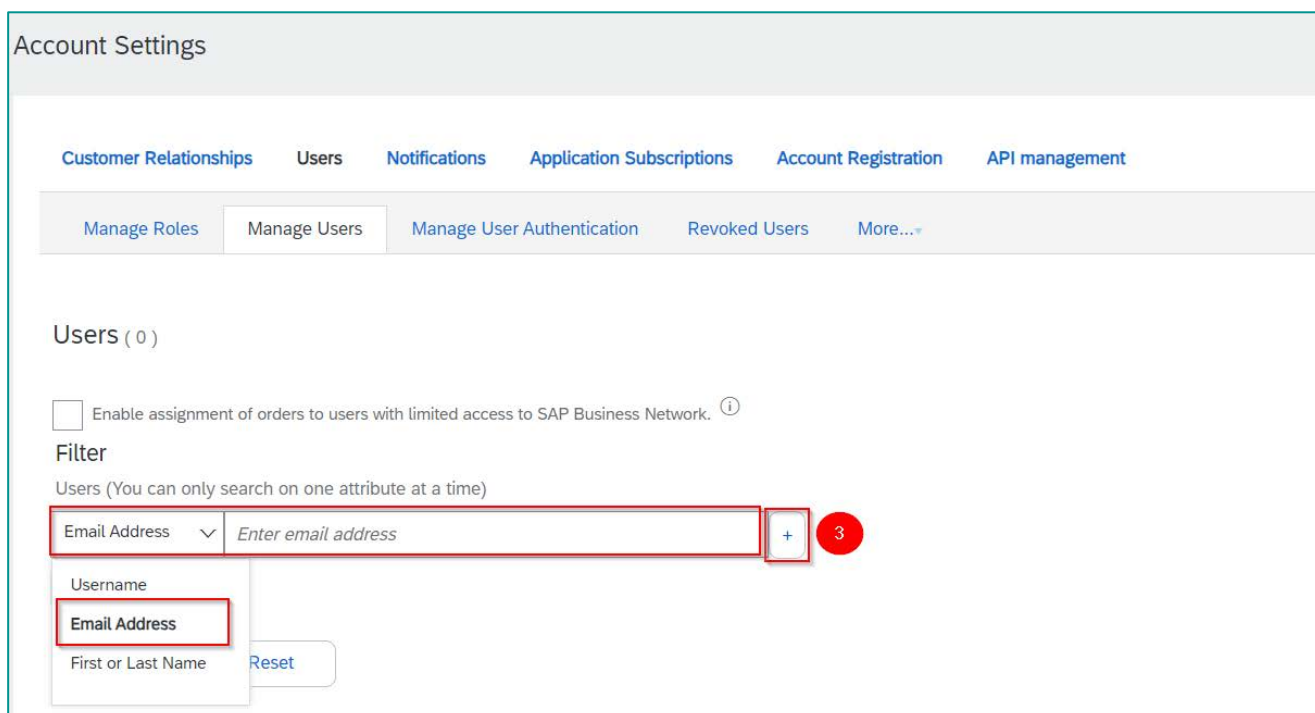 Account Settings
Customer Relationships Users Notifications Application Subscriptions Account Registration API management
Manage Roles Manage Users Manage User Authentication Revoked Users More...
Users ( 0 )
Enable assignment of orders to users with limited access to SAP Business Network. i
Filter
Users (You can only search on one attribute at a time)
Email Address Enter email address + 3
Username
Email Address
First or Last Name Reset